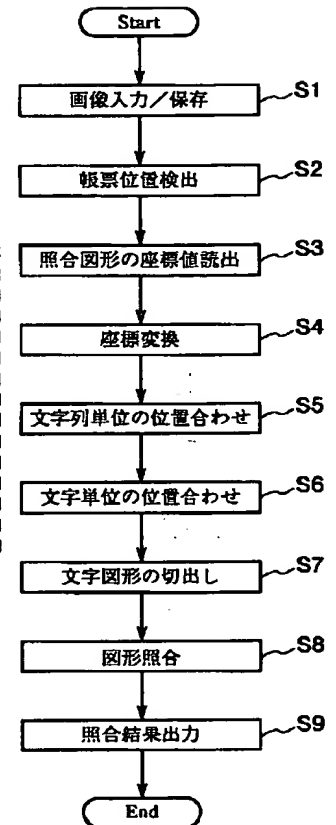 Start
画像入力／保存
S1
帳票位置検出
S2
照合図形の座標値読出
S3
座標変換
S4
文字列単位の位置合わせ
S5
文字単位の位置合わせ
S6
文字図形の切出し
S7
図形照合
S8
照合結果出力
S9
End